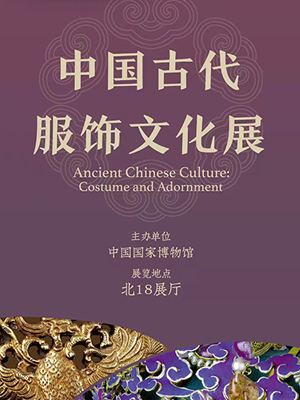 中国古代
服饰文化展
Ancient Chinese Culture:
Costume and Adornment
主办单位
中国国家博物馆
展览地点
北18展厅